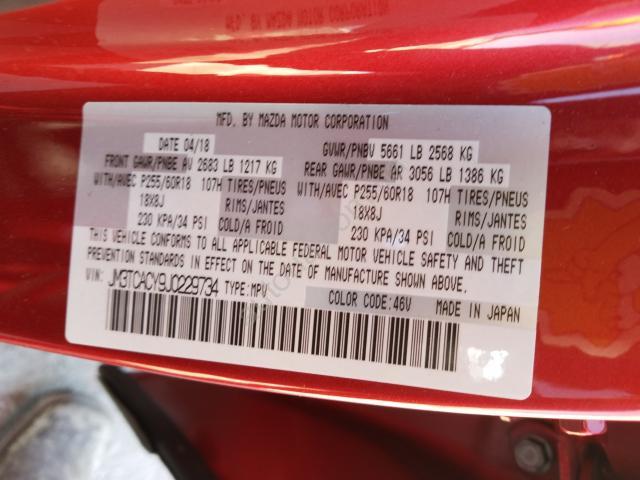 MFD. BY MAZDA MOTOR CORPORATION
DATE 04/18 GVWR/PNBV 5661 LB 2568 KG
FRONT GAWR/PNBE AV 2683 LB 1217 KG REAR GAWR/PNBE AR 3056 LB 1386 KG
WITH/AVEC P255/60R18 107H TIRES/PNEUS WITH/AVEC P255/60R18 107H TIRES/PNEUS
18X8J RIMS/JANTES 18X8J RIMS/JANTES
230 KPA/34 PSI COLD/A FROID 230 KPA/34 PSI COLD/A FROID
THIS VEHICLE CONFORMS TO ALL APPLICABLE FEDERAL MOTOR VEHICLE SAFETY AND THEFT
PREVENTION STANDARDS IN EFFECT ON THE DATE OF MANUFACTURE SHOWN ABOVE.
VIN: JM3TCACY9J0229734 TYPE:MPV COLOR CODE:46V MADE IN JAPAN